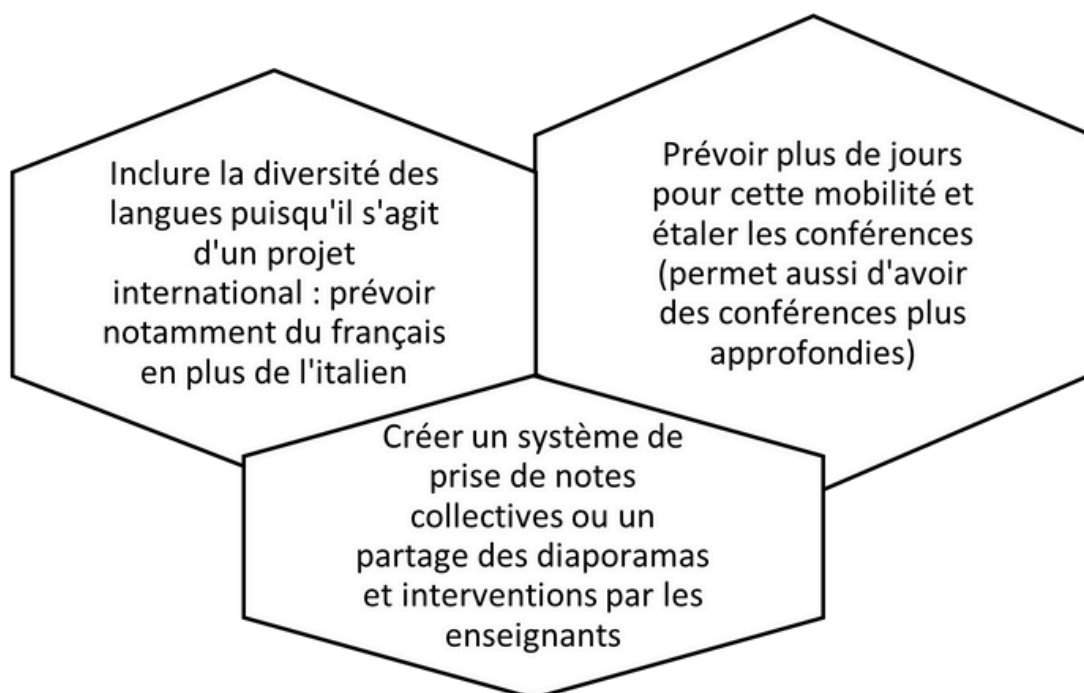 Inclure la diversité des
langues puisqu'il s'agit
d'un projet
international : prévoir
notamment du français
en plus de l'italien
Prévoir plus de jours
pour cette mobilité et
étaler les conférences
(permet aussi d'avoir
des conférences plus
approfondies)
Créer un système de
prise de notes
collectives ou un
partage des diaporamas
et interventions par les
enseignants